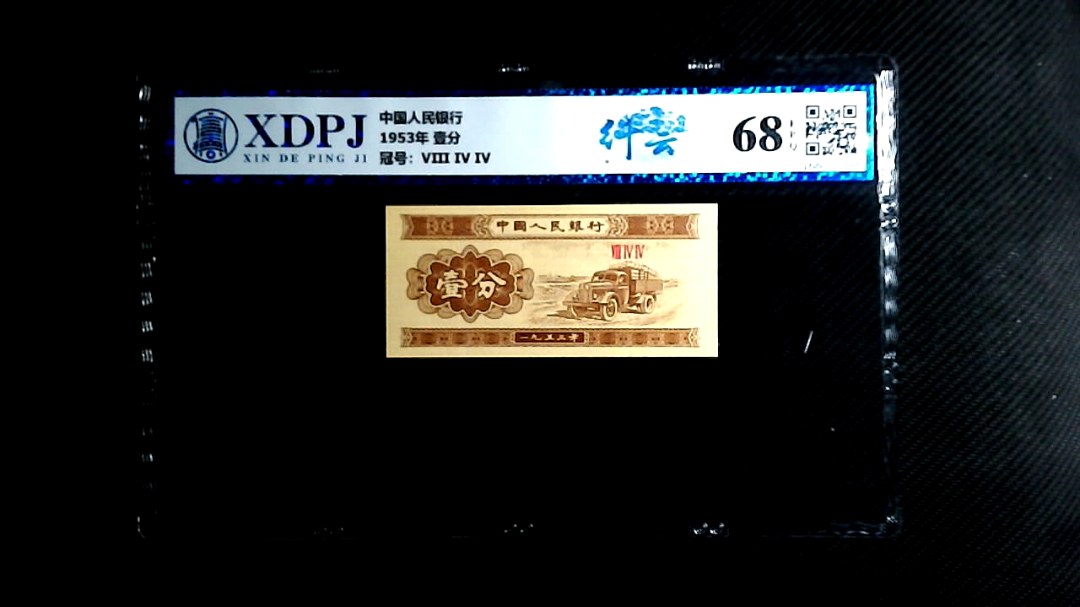 XDPJ
XIN DE PING JI
中国人民银行
1953年 壹分
冠号：VIII IV IV
68
中國人民銀行
VIII IV IV
壹分
一九五三年